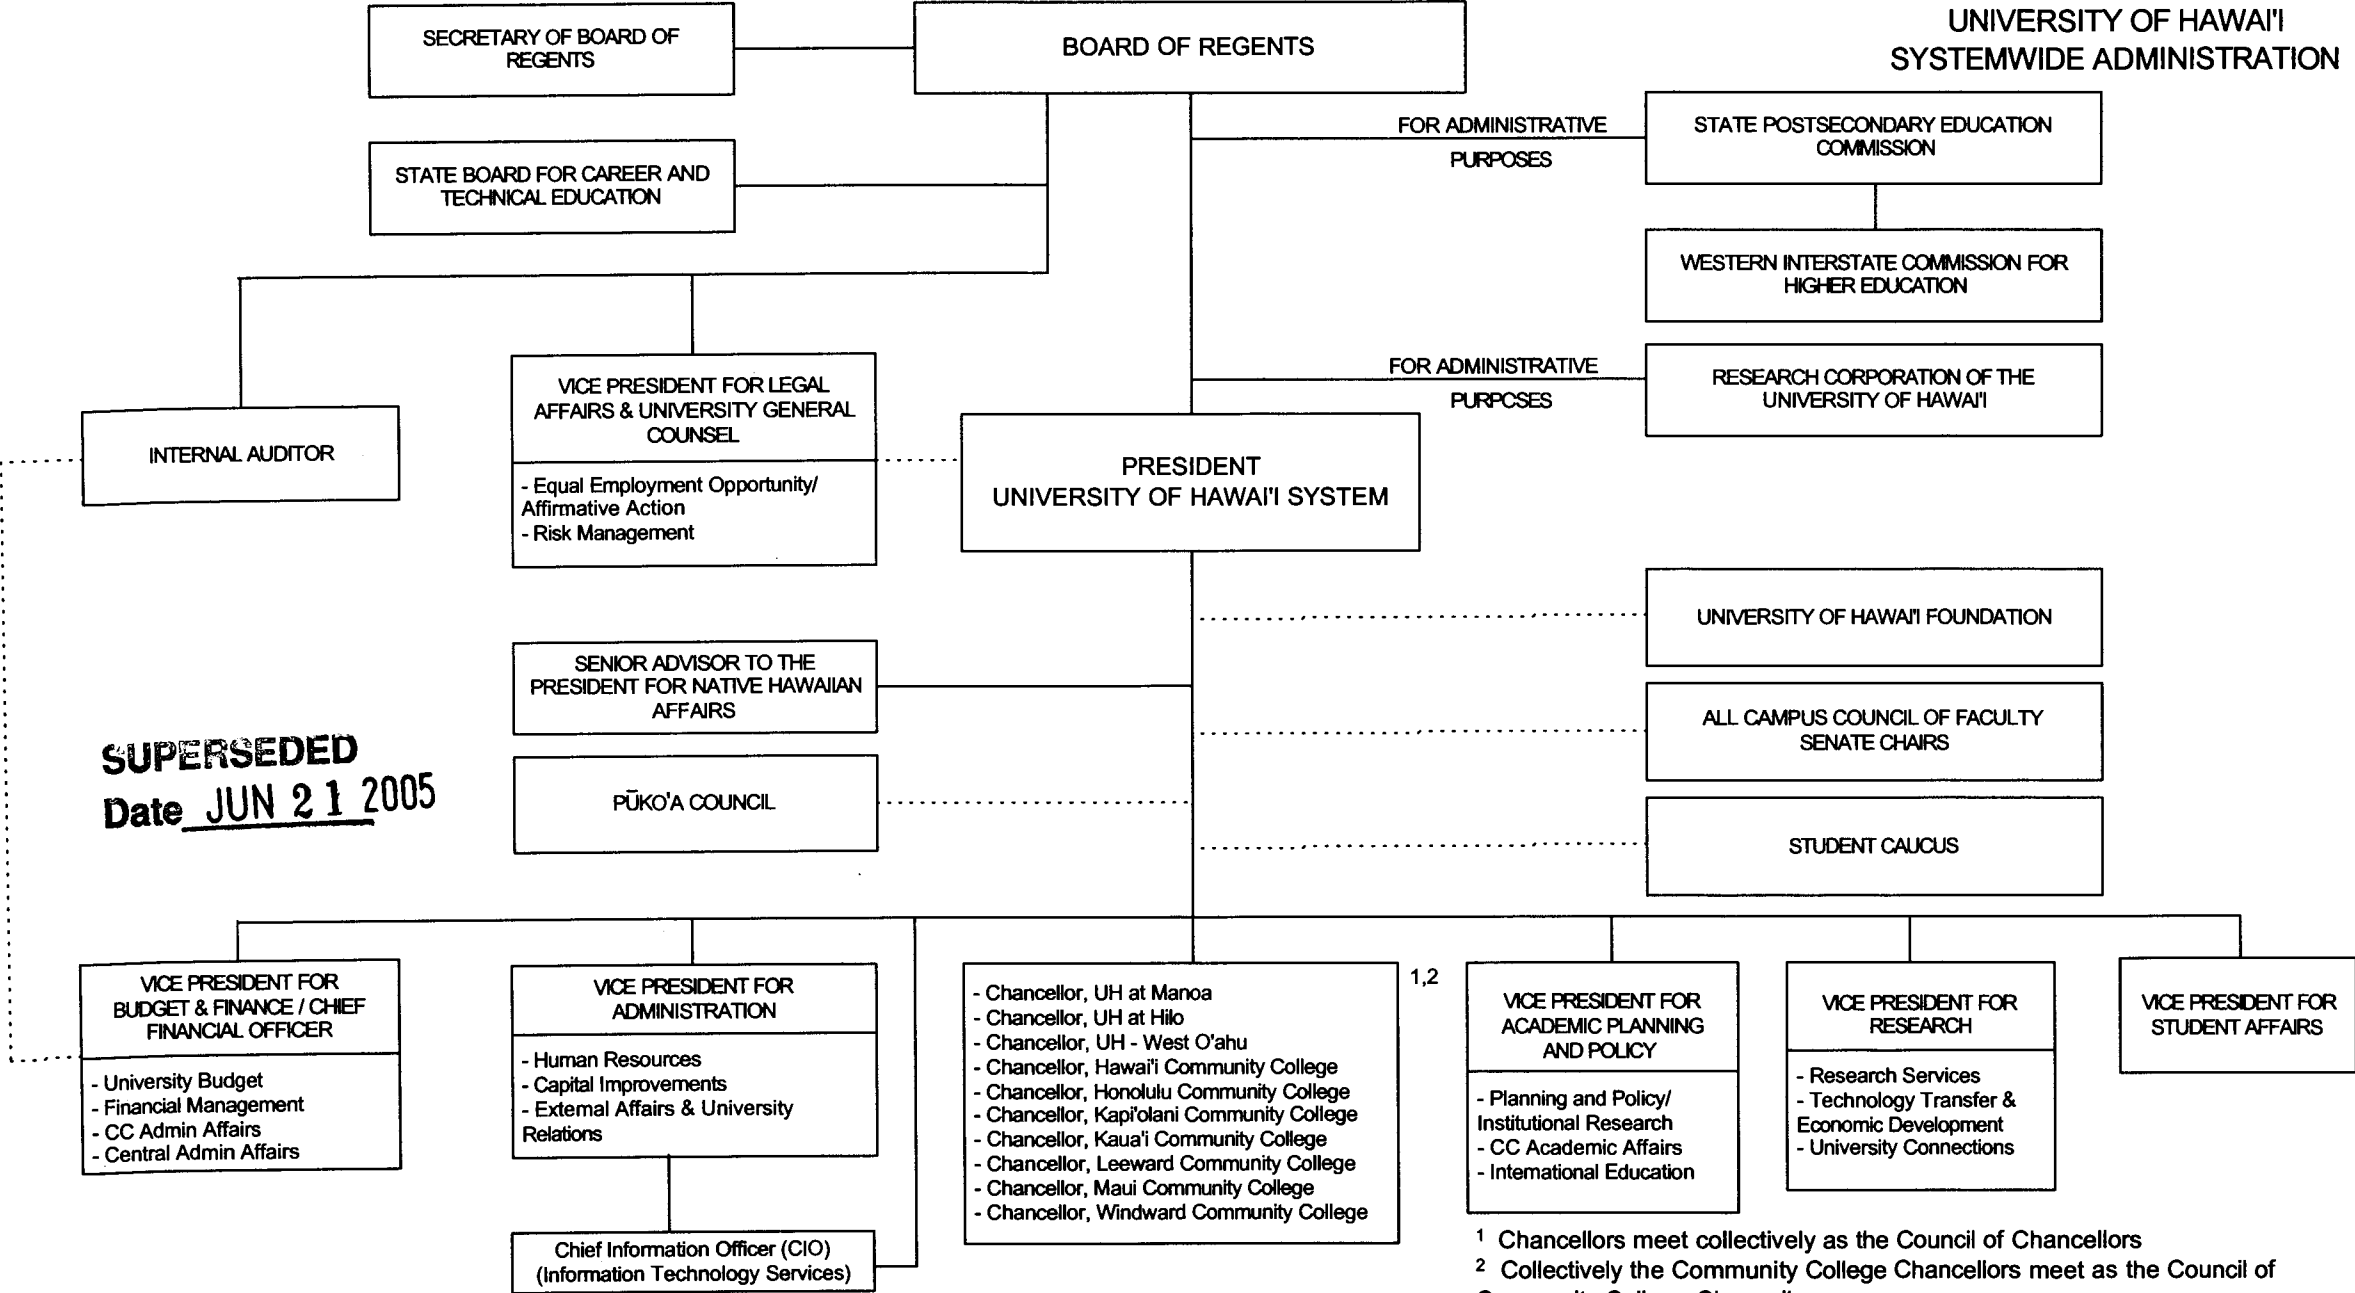 UNIVERSITY OF HAWAI'I
SYSTEMWIDE ADMINISTRATION
SECRETARY OF BOARD OF
REGENTS
BOARD OF REGENTS
STATE BOARD FOR CAREER AND
TECHNICAL EDUCATION
FOR ADMINISTRATIVE
PURPOSES
STATE POSTSECONDARY EDUCATION
COMMISSION
WESTERN INTERSTATE COMMISSION FOR
HIGHER EDUCATION
FOR ADMINISTRATIVE
PURPOSES
RESEARCH CORPORATION OF THE
UNIVERSITY OF HAWAI'I
INTERNAL AUDITOR
VICE PRESIDENT FOR LEGAL
AFFAIRS & UNIVERSITY GENERAL
COUNSEL
- Equal Employment Opportunity/
Affirmative Action
- Risk Management
PRESIDENT
UNIVERSITY OF HAWAI'I SYSTEM
UNIVERSITY OF HAWAI'I FOUNDATION
SENIOR ADVISOR TO THE
PRESIDENT FOR NATIVE HAWAIIAN
AFFAIRS
ALL CAMPUS COUNCIL OF FACULTY
SENATE CHAIRS
SUPERSEDED
Date JUN 21 2005
PŪKO'A COUNCIL
STUDENT CAUCUS
VICE PRESIDENT FOR
BUDGET & FINANCE / CHIEF
FINANCIAL OFFICER
- University Budget
- Financial Management
- CC Admin Affairs
- Central Admin Affairs
VICE PRESIDENT FOR
ADMINISTRATION
- Human Resources
- Capital Improvements
- External Affairs & University
Relations
Chief Information Officer (CIO)
(Information Technology Services)
- Chancellor, UH at Manoa
- Chancellor, UH at Hilo
- Chancellor, UH - West O'ahu
- Chancellor, Hawai'i Community College
- Chancellor, Honolulu Community College
- Chancellor, Kapi'olani Community College
- Chancellor, Kaua'i Community College
- Chancellor, Leeward Community College
- Chancellor, Maui Community College
- Chancellor, Windward Community College
1,2
VICE PRESIDENT FOR
ACADEMIC PLANNING
AND POLICY
- Planning and Policy/
Institutional Research
- CC Academic Affairs
- International Education
VICE PRESIDENT FOR
RESEARCH
- Research Services
- Technology Transfer &
Economic Development
- University Connections
VICE PRESIDENT FOR
STUDENT AFFAIRS
1 Chancellors meet collectively as the Council of Chancellors
2 Collectively the Community College Chancellors meet as the Council of